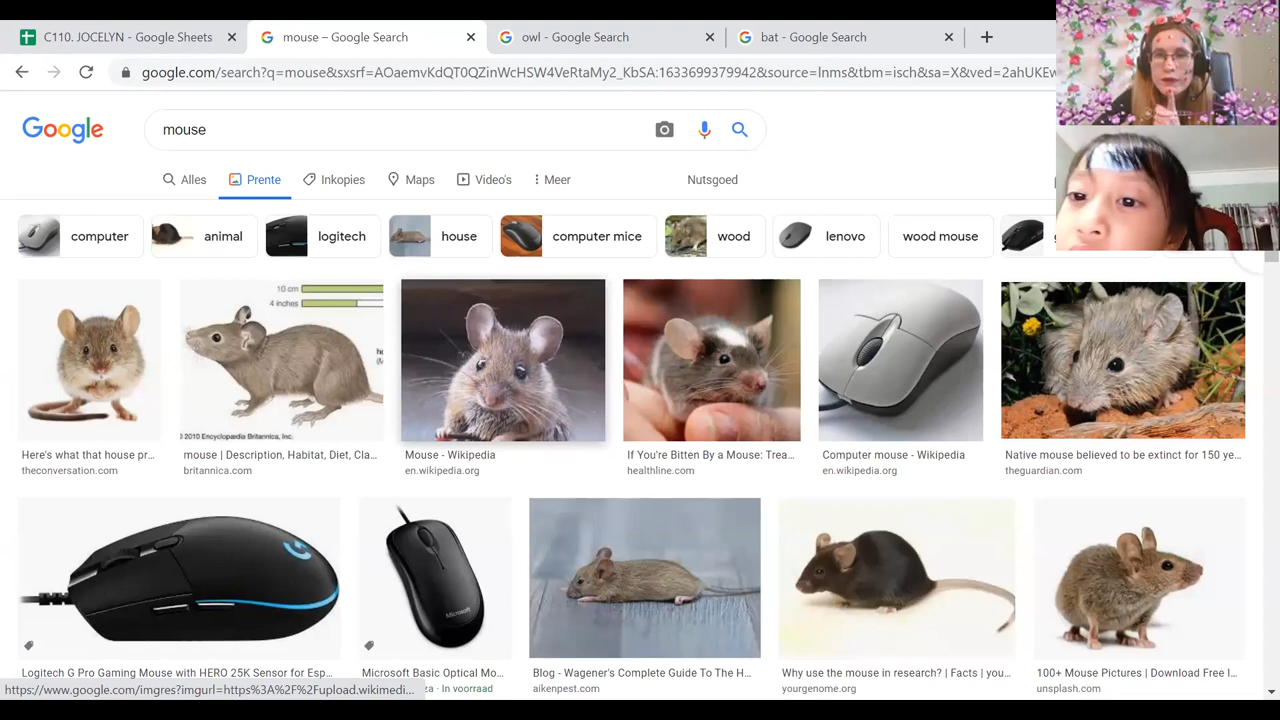 C110. JOCELYN - Google Sheets
mouse – Google Search
owl - Google Search
bat - Google Search
google.com/search?q=mouse&sxsrf=AOaemvKdQT0QZinWcHSW4VeRtaMy2_KbSA:1633699379942&source=lnms&tbm=isch&sa=X&ved=2ahUKEw
Google
mouse
Alles
Prente
Inkopies
Maps
Video's
Meer
Nutsgoed
computer
animal
logitech
house
computer mice
wood
lenovo
wood mouse
10 cm
4 inches
© 2010 Encyclopædia Britannica, Inc.
Here's what that house pr...
mouse | Description, Habitat, Diet, Cla...
Mouse - Wikipedia
If You're Bitten By a Mouse: Trea...
Computer mouse - Wikipedia
Native mouse believed to be extinct for 150 ye...
theconversation.com
britannica.com
en.wikipedia.org
healthline.com
en.wikipedia.org
theguardian.com
Microsoft
Logitech G Pro Gaming Mouse with HERO 25K Sensor for Esp...
Microsoft Basic Optical Mo...
Blog - Wagener's Complete Guide To The H...
Why use the mouse in research? | Facts | you...
100+ Mouse Pictures | Download Free I...
https://www.google.com/imgres?imgurl=https%3A%2F%2Fupload.wikimedi...
za · In voorraad
aikenpest.com
yourgenome.org
unsplash.com